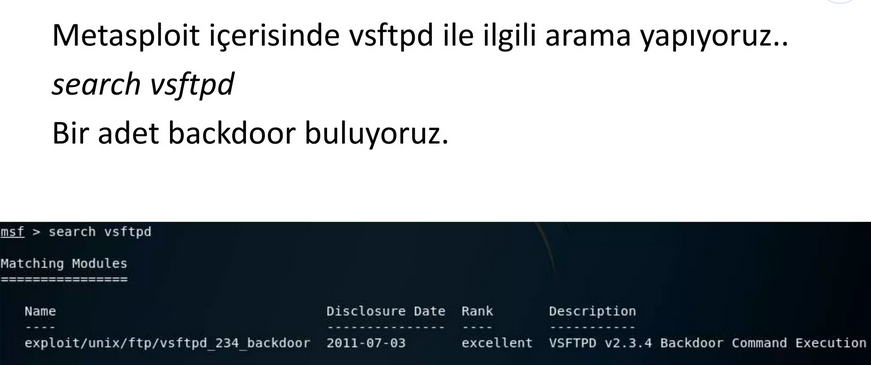 Metasploit içerisinde vsftpd ile ilgili arama yapıyoruz..
search vsftpd
Bir adet backdoor buluyoruz.
msf > search vsftpd
Matching Modules
================
Name Disclosure Date Rank Description
---- --------------- ---- -----------
exploit/unix/ftp/vsftpd_234_backdoor 2011-07-03 excellent VSFTPD v2.3.4 Backdoor Command Execution